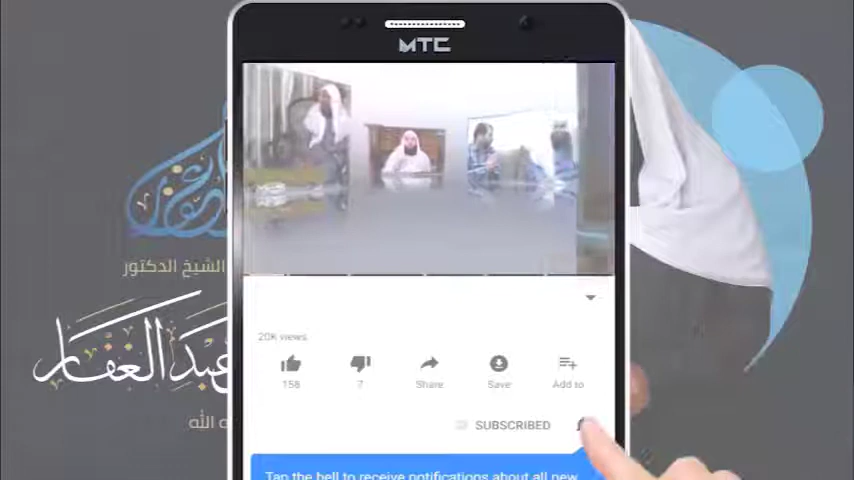 MTC
الشيخ الدكتور
عبد الغفار
ه الله
20K views
158
7
Share
Save
Add to
SUBSCRIBED
Tap the bell to receive notifications about all new